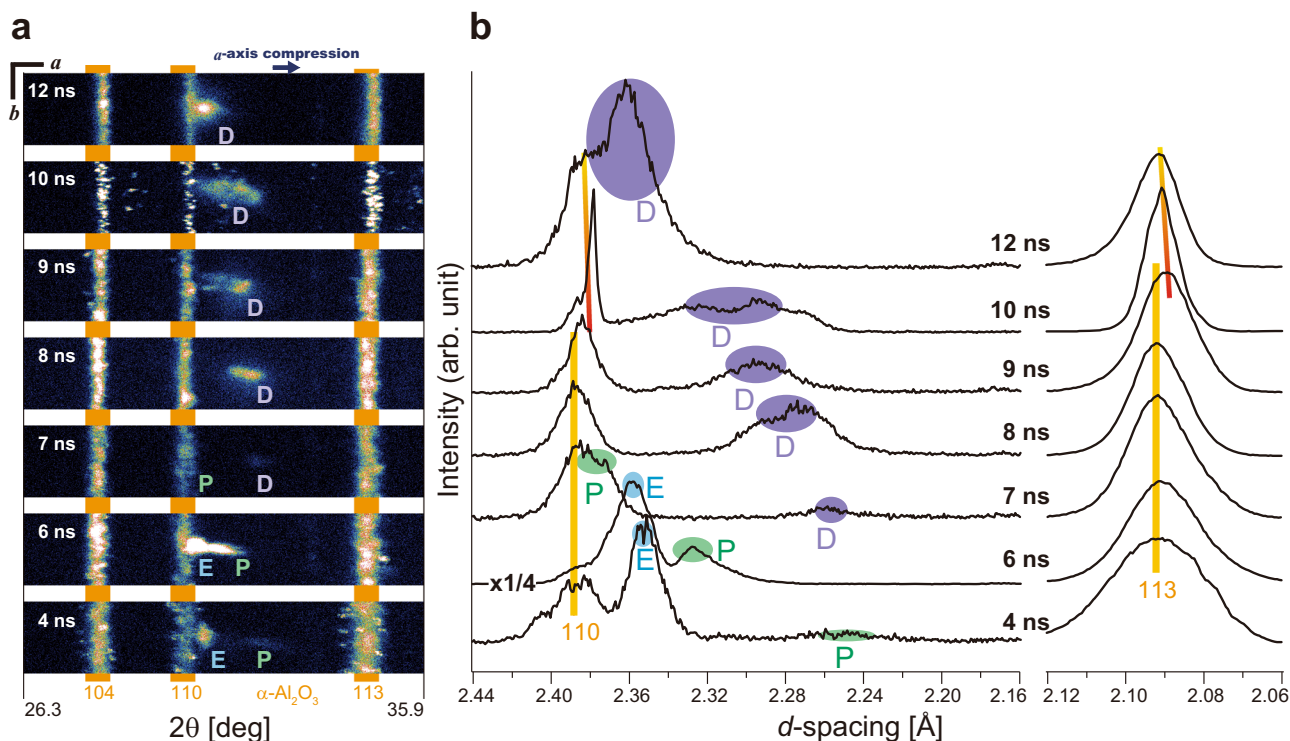 a
a
b
a-axis compression
12 ns
D
10 ns
D
9 ns
D
8 ns
D
7 ns
P D
6 ns
E P
4 ns
E P
104 110 α-Al₂O₃ 113
26.3 35.9
2θ [deg]
b
Intensity (arb. unit)
D
12 ns
D
10 ns
D
9 ns
D
8 ns
P
D
7 ns
E
P
x1/4
6 ns
E
P
4 ns
110
113
2.44 2.40 2.36 2.32 2.28 2.24 2.20 2.16 2.12 2.10 2.08 2.06
d-spacing [Å]